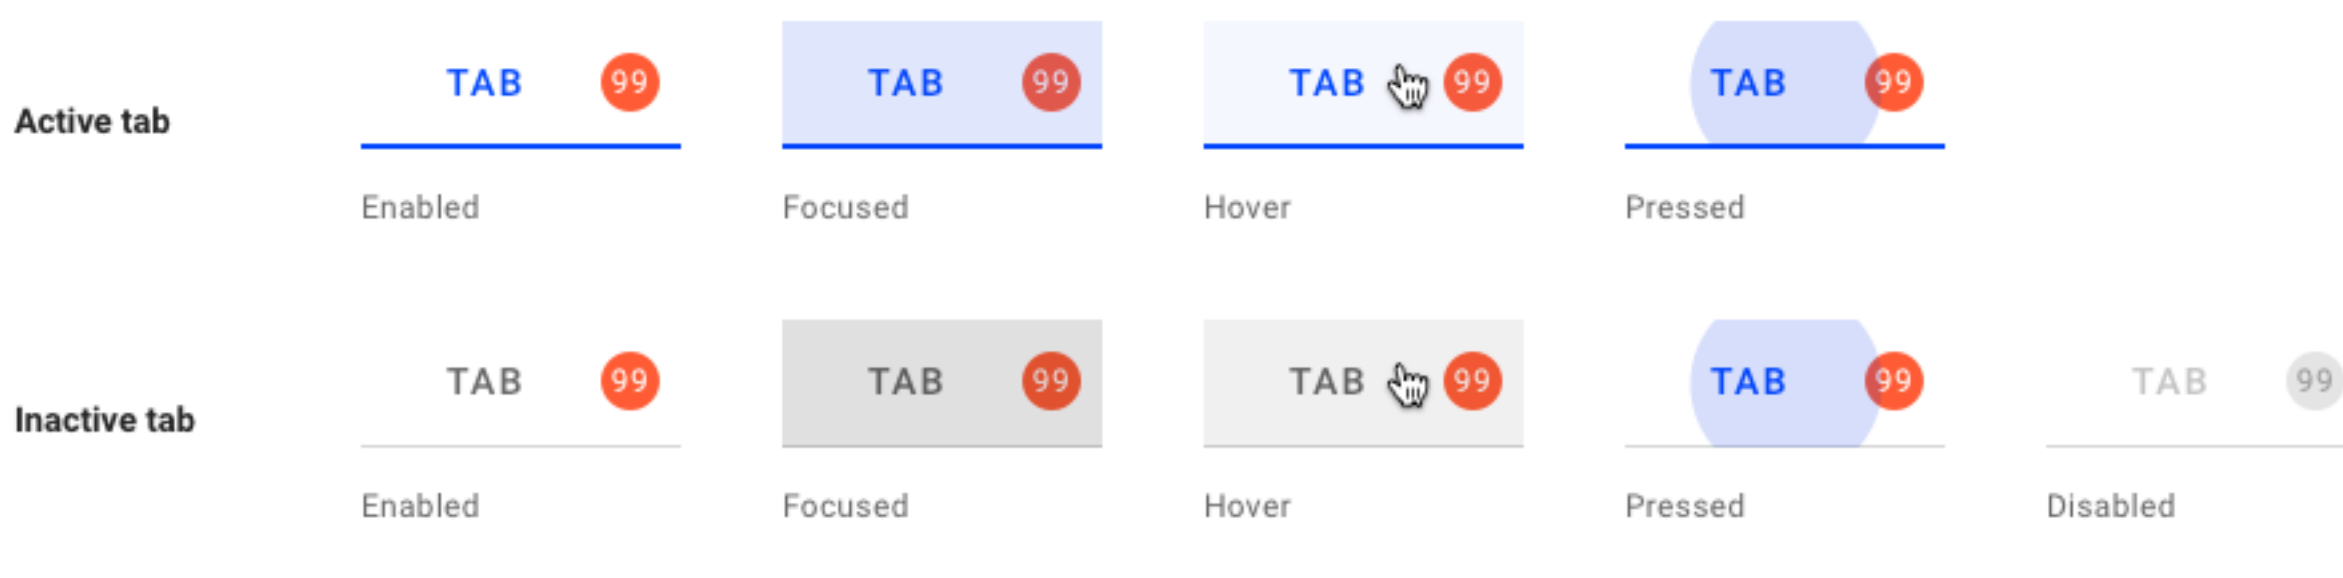 TAB 99 TAB 99 TAB 99 TAB 99
Active tab
Enabled Focused Hover Pressed
TAB 99 TAB 99 TAB 99 TAB 99 TAB 99
Inactive tab
Enabled Focused Hover Pressed Disabled